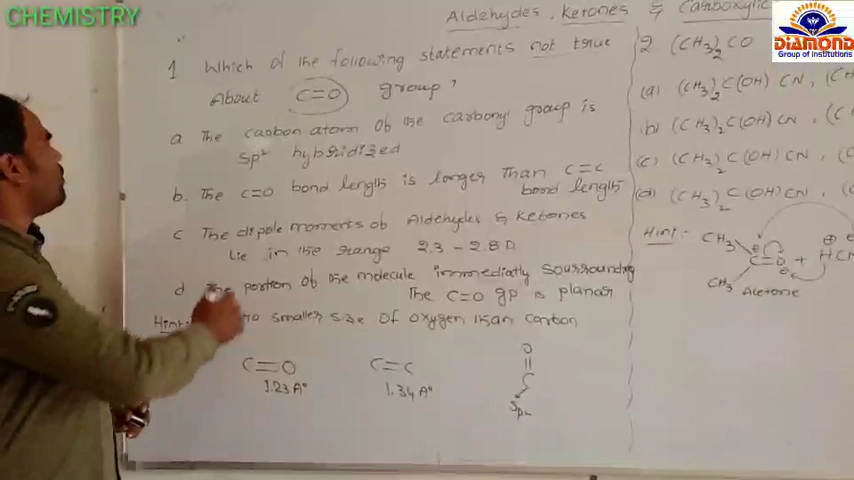 CHEMISTRY
DIAMOND
Group of Institutions
Aldehydes, Ketones & Carboxylic
1 Which of the following statements not true
About C=O group?
a The carbon atom of the carbonyl group is
sp² hybridized
b. The C=O bond length is longer Than C=C
bond length
c The dipole moments of Aldehydes & Ketones
lie in the range 2.3 - 2.8 D
d The portion of the molecule immediatly sourrounding
The C=O gp is planar
Hint:- to smaller size of oxygen than carbon
C=O C=C
1.23 A° 1.34 A°
O
C
Sp²
2. (CH3)2 CO
(a) (CH3)2 C(OH) CN, (CH3
(b) (CH3)2 C(OH) CN, (C
(c) (CH3)2 C(OH) CN, (C
(d) (CH3)2 C(OH) CN, (C
Hint:- CH3
C=O + HCN
CH3 Acetone